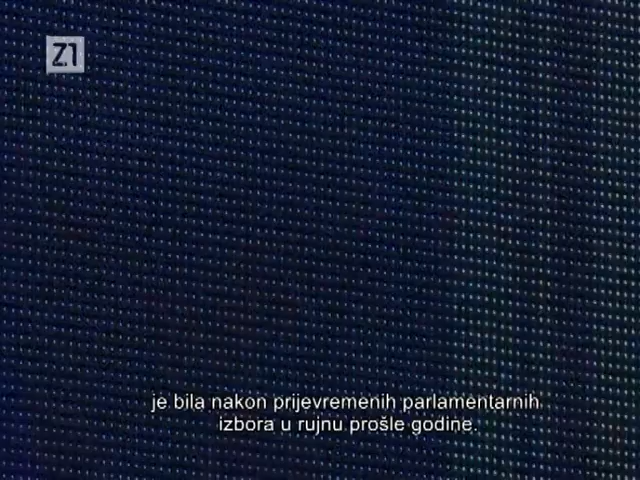 Z1
je bila nakon prijevremenih parlamentarnih
izbora u rujnu prošle godine.